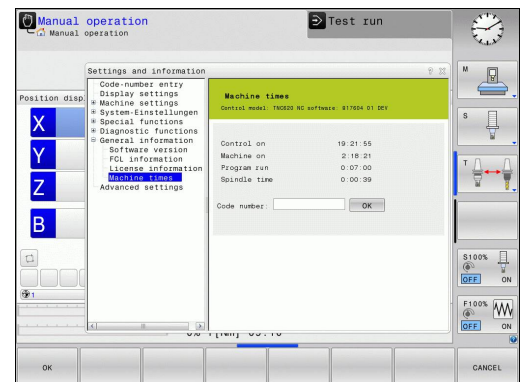 Manual operation
Manual operation
Test run
Settings and information
Position disp
X
Y
Z
B
1
Code-number entry
Display settings
Machine settings
System-Einstellungen
Special functions
Diagnostic functions
General information
Software version
FCL information
License information
Machine times
Advanced settings
Machine times
Control model: TNC620 NC software: 817604 01 DEV
Control on 19:21:55
Machine on 2:18:21
Program run 0:07:00
Spindle time 0:00:39
Code number: OK
M
S
T
S100%
OFF ON
F100%
OFF ON
OK
CANCEL